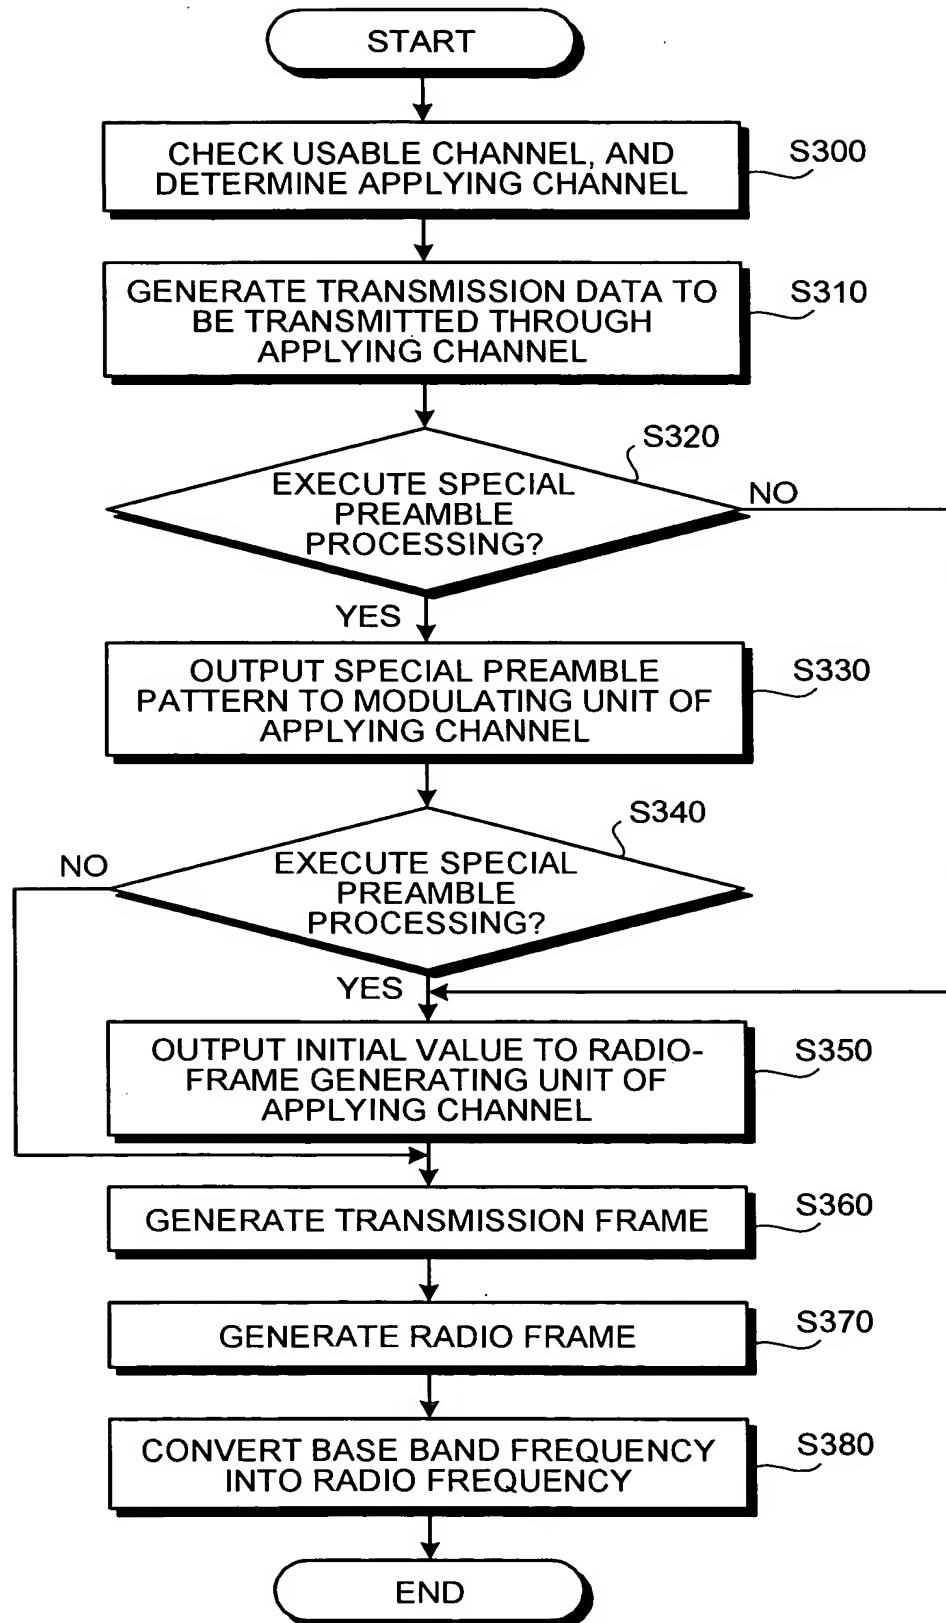 START
CHECK USABLE CHANNEL, AND
DETERMINE APPLYING CHANNEL
S300
GENERATE TRANSMISSION DATA TO
BE TRANSMITTED THROUGH
APPLYING CHANNEL
S310
S320
EXECUTE SPECIAL
PREAMBLE
PROCESSING?
NO
YES
OUTPUT SPECIAL PREAMBLE
PATTERN TO MODULATING UNIT OF
APPLYING CHANNEL
S330
S340
EXECUTE SPECIAL
PREAMBLE
PROCESSING?
NO
YES
OUTPUT INITIAL VALUE TO RADIO-
FRAME GENERATING UNIT OF
APPLYING CHANNEL
S350
GENERATE TRANSMISSION FRAME
S360
GENERATE RADIO FRAME
S370
CONVERT BASE BAND FREQUENCY
INTO RADIO FREQUENCY
S380
END